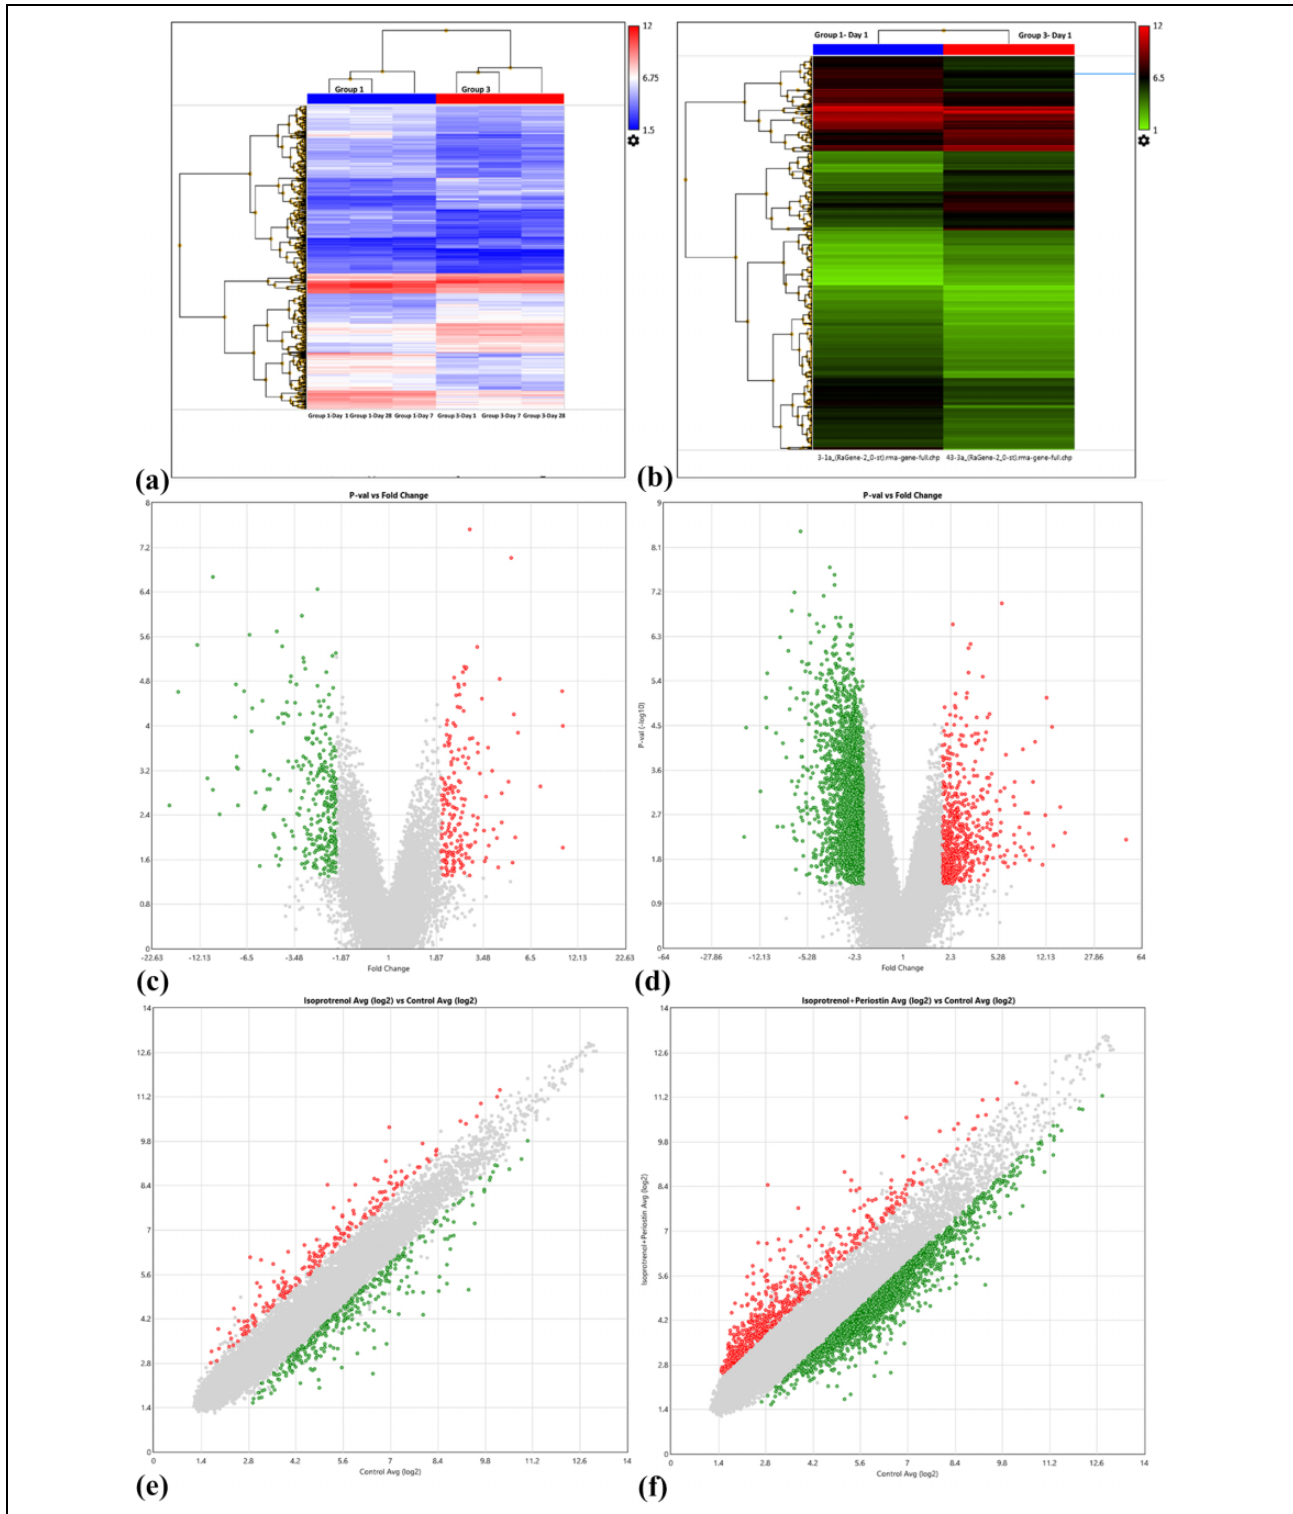 12
6.75
1.5
Group 1
Group 3
Group 1-Day 1 Group 1-Day 28 Group 1-Day 7 Group 3-Day 1 Group 3-Day 7 Group 3-Day 28
(a)
Group 1- Day 1
Group 3- Day 1
12
6.5
1
3-1a_(RaGene-2_0-st).rma-gene-full.chp 43-3a_(RaGene-2_0-st).rma-gene-full.chp
(b)
P-val vs Fold Change
8
7.2
6.4
5.6
4.8
4
3.2
2.4
1.6
0.8
0
-22.63 -12.13 -6.5 -3.48 -1.87 1 1.87 3.48 6.5 12.13 22.63
Fold Change
(c)
P-val vs Fold Change
P-val (-log10)
9
8.1
7.2
6.3
5.4
4.5
3.6
2.7
1.8
0.9
0
-64 -27.86 -12.13 -5.28 -2.3 1 2.3 5.28 12.13 27.86 64
Fold Change
(d)
Isoprotrenol Avg (log2) vs Control Avg (log2)
14
12.6
11.2
9.8
8.4
7
5.6
4.2
2.8
1.4
0
0 1.4 2.8 4.2 5.6 7 8.4 9.8 11.2 12.6 14
Control Avg (log2)
(e)
Isoprotrenol+Periostin Avg (log2) vs Control Avg (log2)
Isoprotrenol+Periostin Avg (log2)
14
12.6
11.2
9.8
8.4
7
5.6
4.2
2.8
1.4
0
0 1.4 2.8 4.2 5.6 7 8.4 9.8 11.2 12.6 14
Control Avg (log2)
(f)